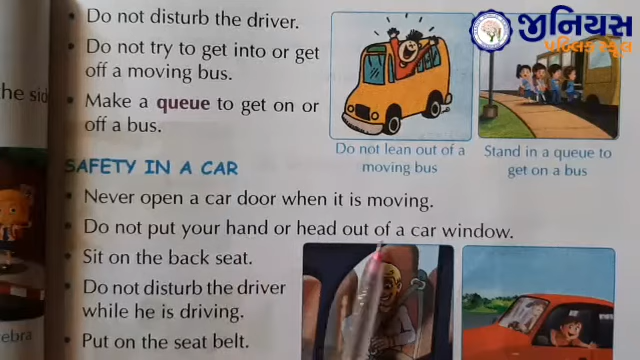 જીનિયસ
પબ્લિક સ્કૂલ
Do not disturb the driver.
Do not try to get into or get
off a moving bus.
Make a queue to get on or
off a bus.
he sid
Do not lean out of a
moving bus
Stand in a queue to
get on a bus
SAFETY IN A CAR
Never open a car door when it is moving.
Do not put your hand or head out of a car window.
Sit on the back seat.
Do not disturb the driver
while he is driving.
Put on the seat belt.
ebra